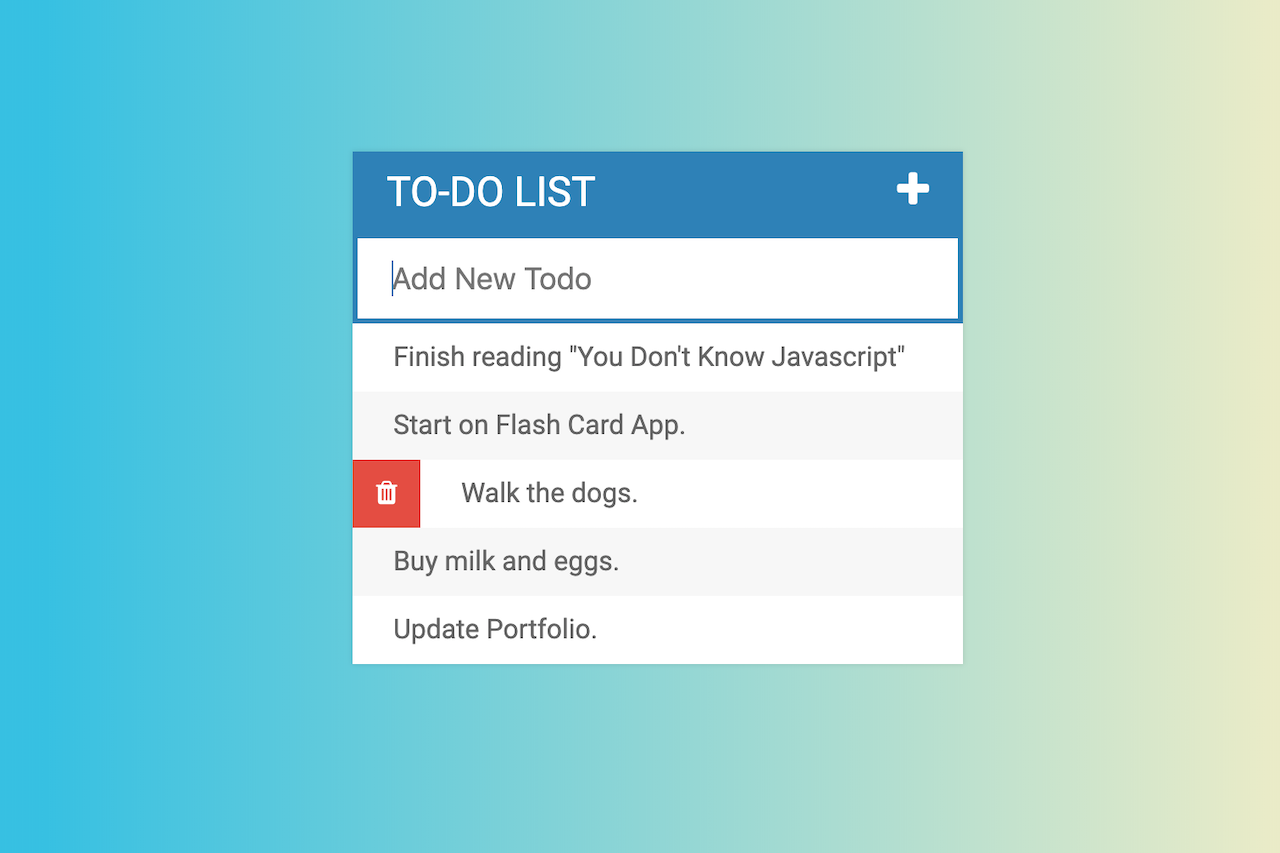 TO-DO LIST
Add New Todo
Finish reading "You Don't Know Javascript"
Start on Flash Card App.
Walk the dogs.
Buy milk and eggs.
Update Portfolio.